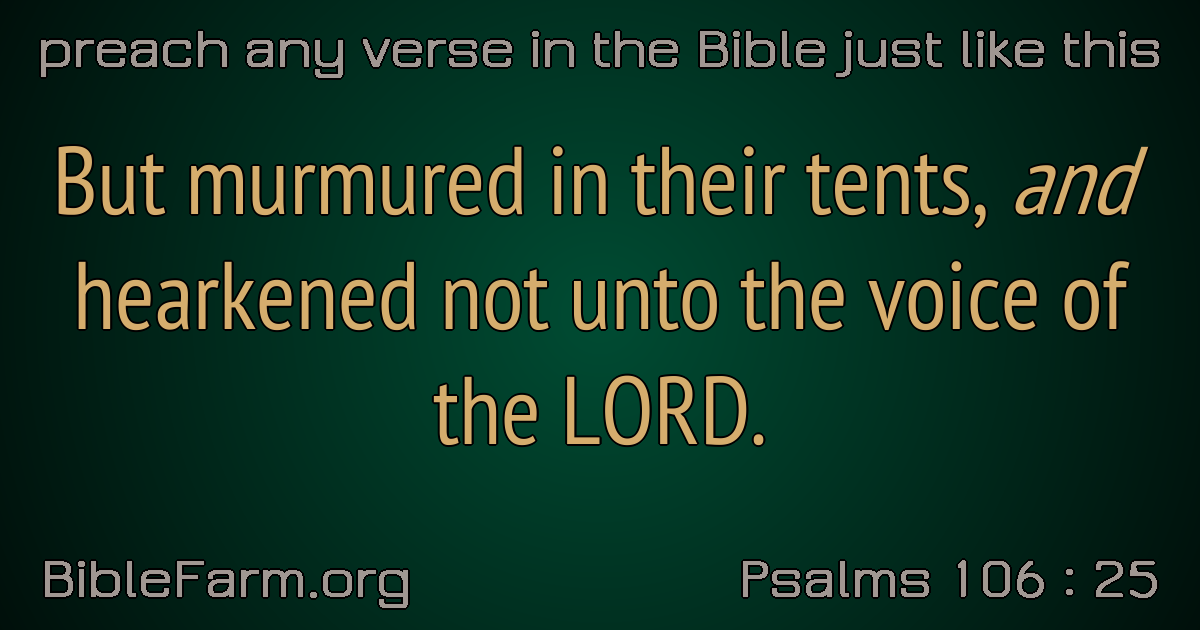 preach any verse in the Bible just like this
But murmured in their tents, and
hearkened not unto the voice of
the LORD.
BibleFarm.org
Psalms 106 : 25